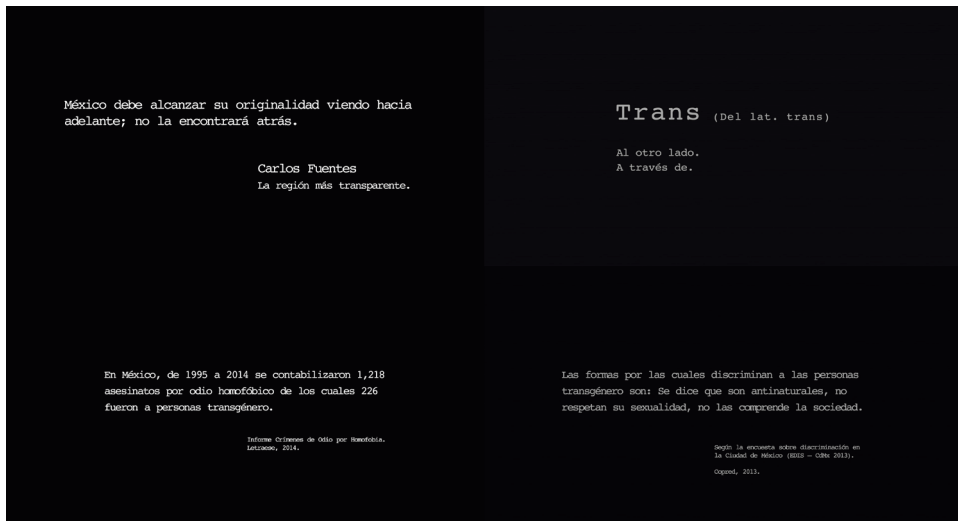 México debe alcanzar su originalidad viendo hacia
adelante; no la encontrará atrás.
Carlos Fuentes
La región más transparente.
Trans (Del lat. trans)
Al otro lado.
A través de.
En México, de 1995 a 2014 se contabilizaron 1,218
asesinatos por odio homofóbico de los cuales 226
fueron a personas transgénero.
Informe Crímenes de Odio por Homofobia.
Letraese, 2014.
Las formas por las cuales discriminan a las personas
transgénero son: Se dice que son antinaturales, no
respetan su sexualidad, no las comprende la sociedad.
Según la encuesta sobre discriminación en
la Ciudad de México (EDIS — CdMx 2013).
Copred, 2013.